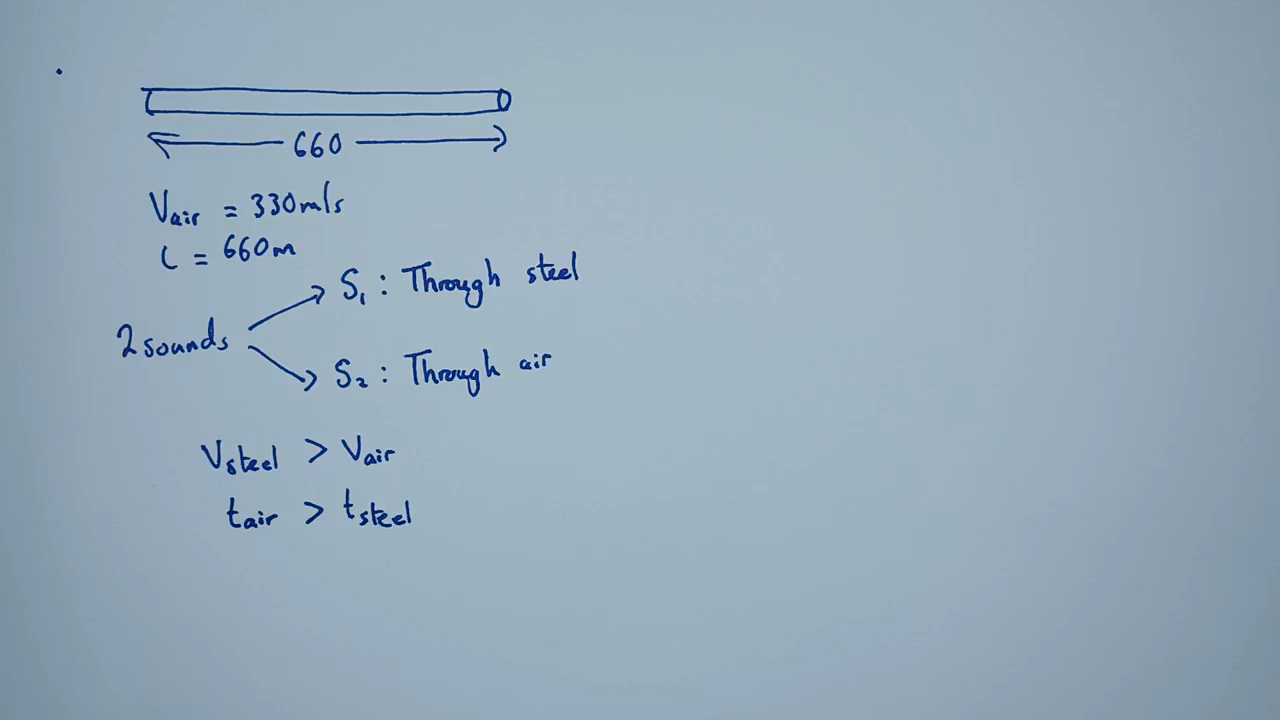 660
Vair = 330m/s
L = 660m
2 sounds
S1 : Through steel
S2 : Through air
Vsteel > Vair
tair > tsteel